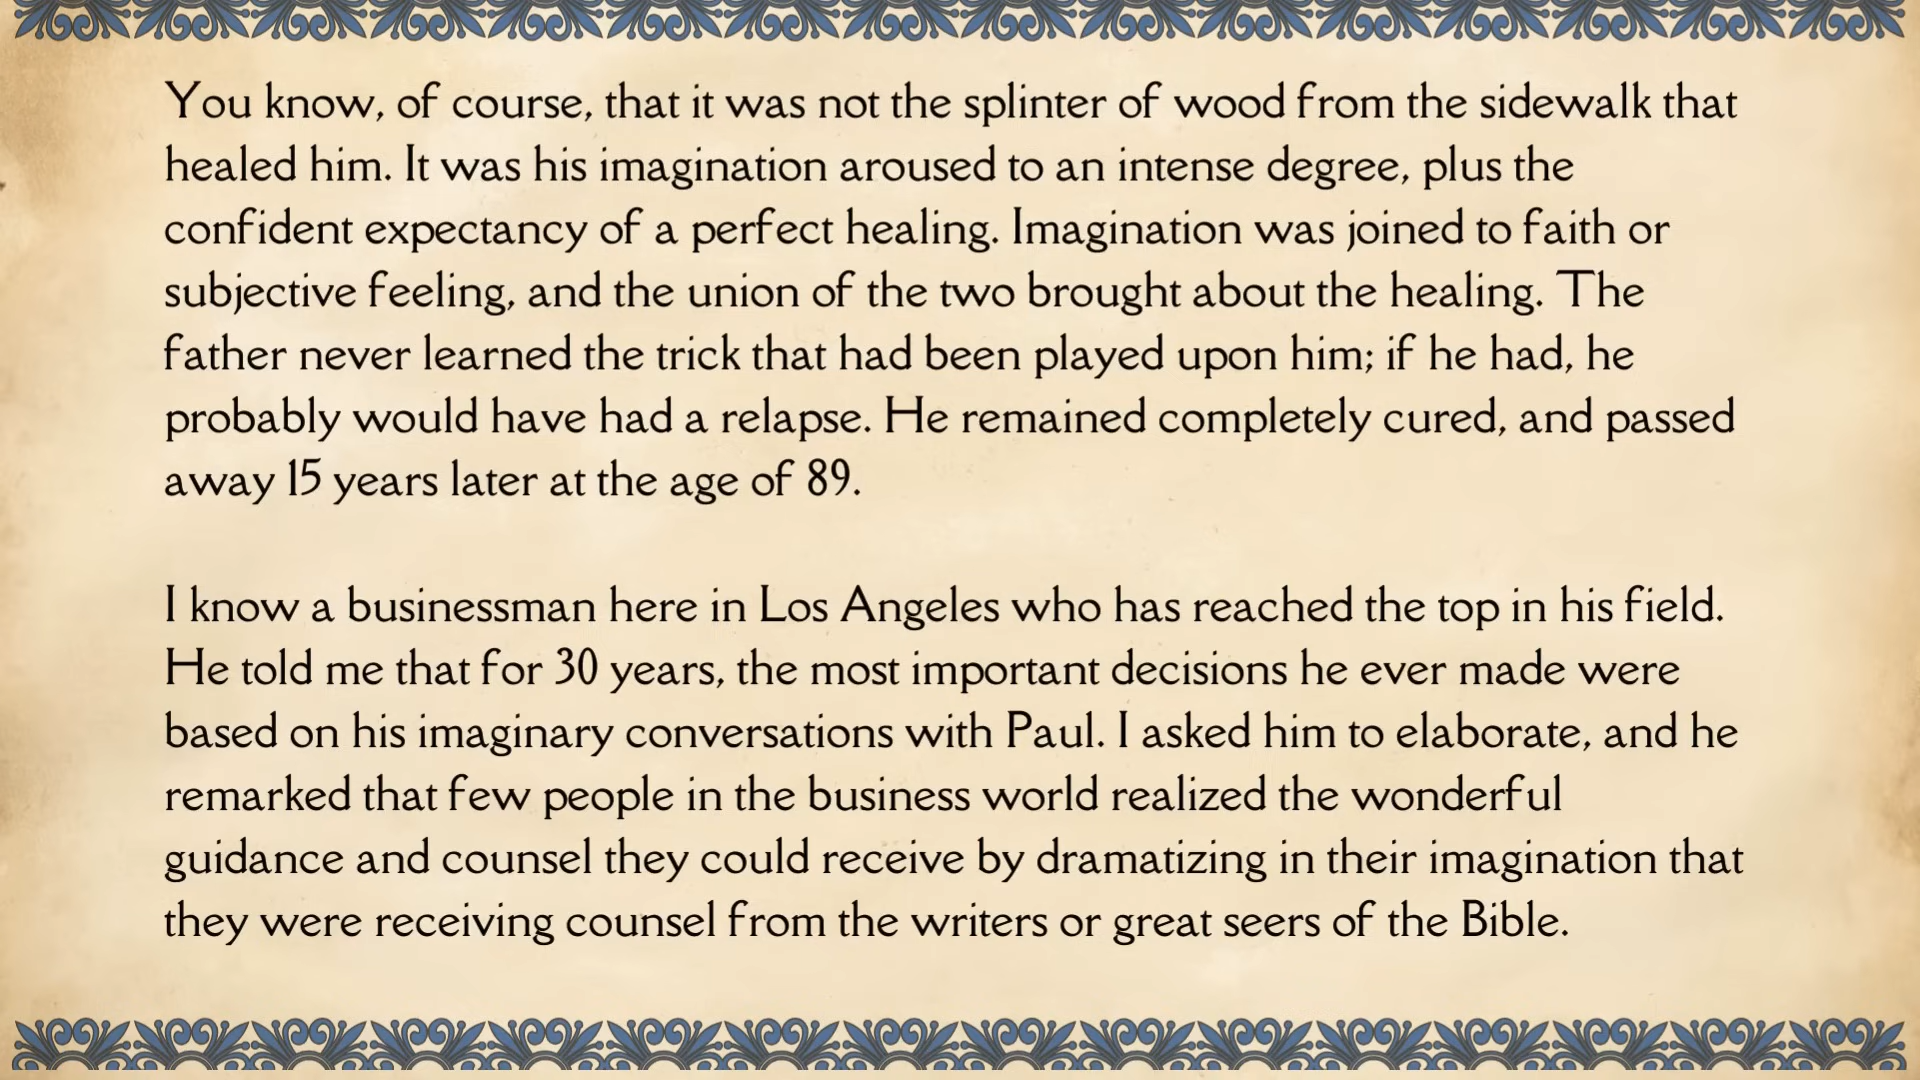 You know, of course, that it was not the splinter of wood from the sidewalk that
healed him. It was his imagination aroused to an intense degree, plus the
confident expectancy of a perfect healing. Imagination was joined to faith or
subjective feeling, and the union of the two brought about the healing. The
father never learned the trick that had been played upon him; if he had, he
probably would have had a relapse. He remained completely cured, and passed
away 15 years later at the age of 89.
I know a businessman here in Los Angeles who has reached the top in his field.
He told me that for 30 years, the most important decisions he ever made were
based on his imaginary conversations with Paul. I asked him to elaborate, and he
remarked that few people in the business world realized the wonderful
guidance and counsel they could receive by dramatizing in their imagination that
they were receiving counsel from the writers or great seers of the Bible.